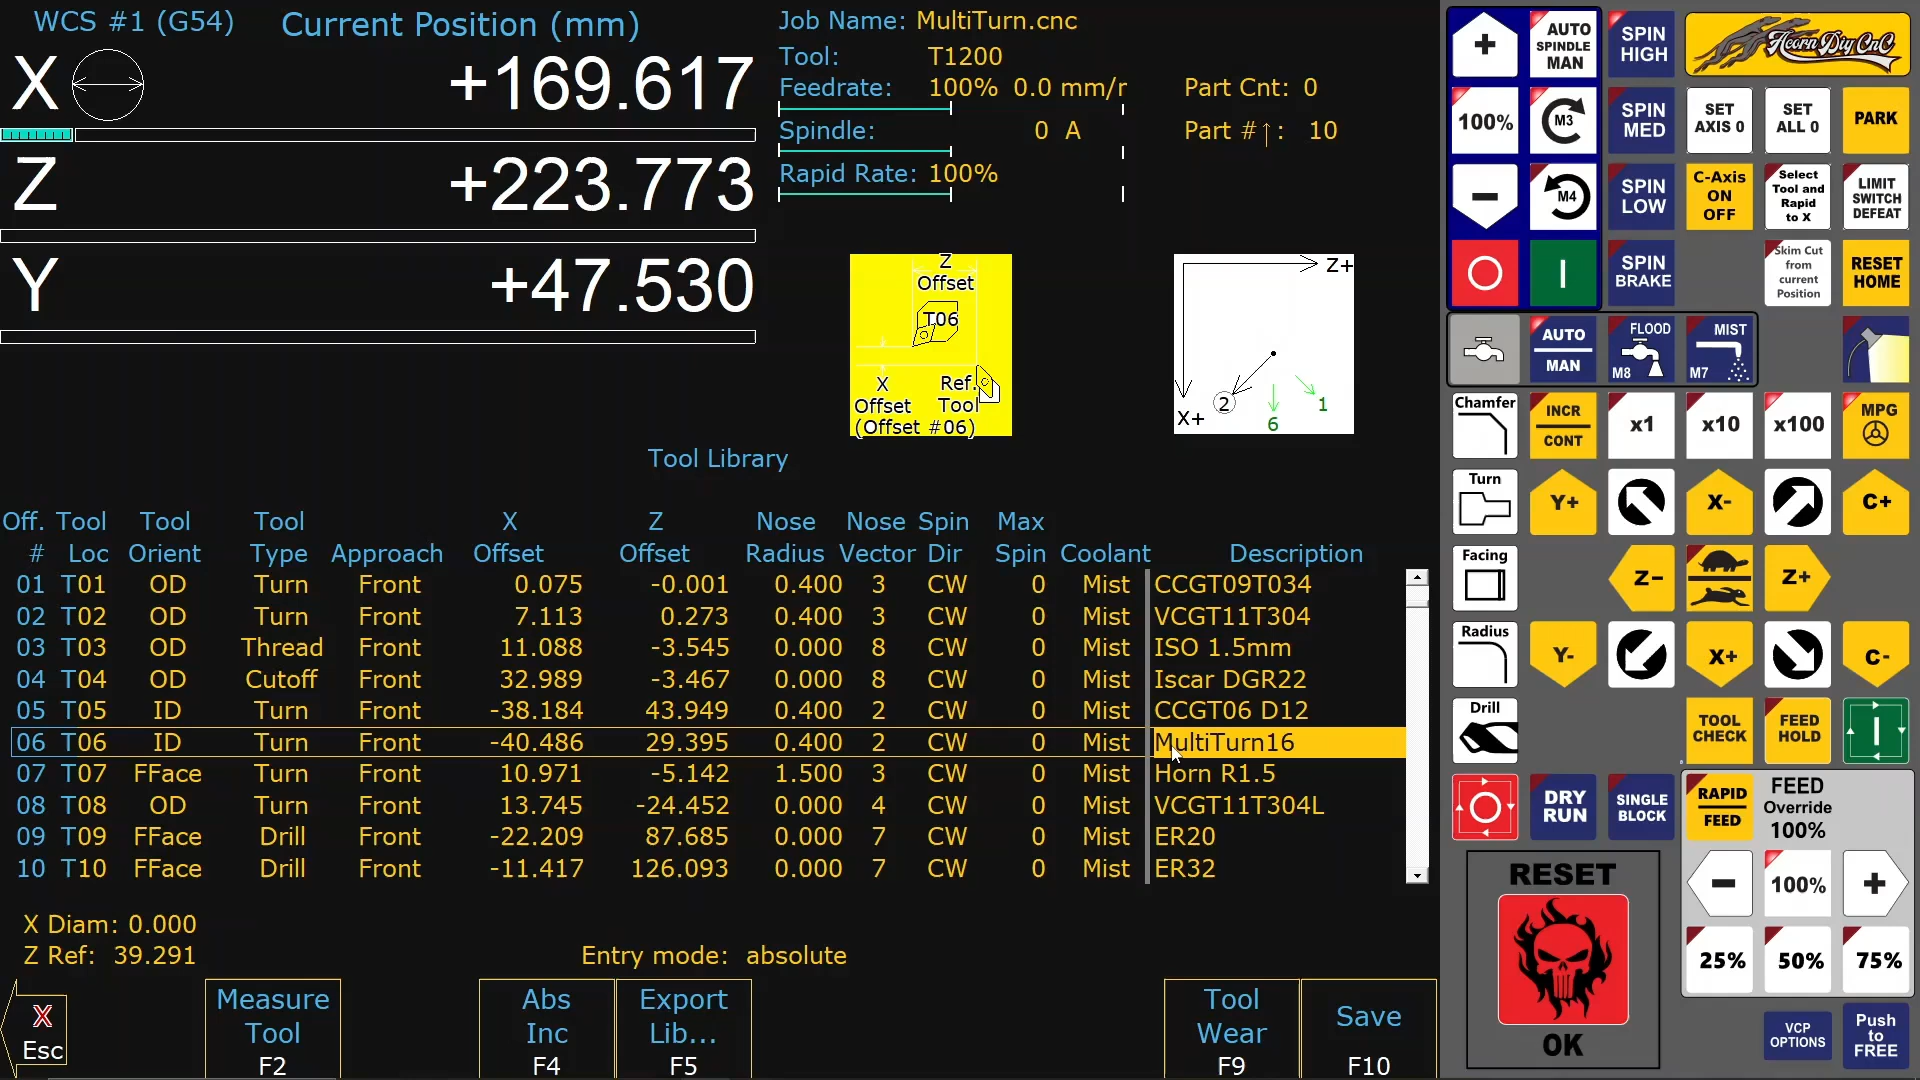 WCS #1 (G54)
Current Position (mm)
X +169.617
Z +223.773
Y +47.530
Job Name: MultiTurn.cnc
Tool: T1200
Feedrate: 100% 0.0 mm/r
Part Cnt: 0
Spindle: 0 A
Part #↑: 10
Rapid Rate: 100%
Z
Offset
T06
X
Offset
Ref.
Tool
(Offset #06)
Z+
X+
2
6
1
Tool Library
Off. Tool Tool Tool X Z Nose Nose Spin Max
# Loc Orient Type Approach Offset Offset Radius Vector Dir Spin Coolant Description
01 T01 OD Turn Front 0.075 -0.001 0.400 3 CW 0 Mist CCGT09T034
02 T02 OD Turn Front 7.113 0.273 0.400 3 CW 0 Mist VCGT11T304
03 T03 OD Thread Front 11.088 -3.545 0.000 8 CW 0 Mist ISO 1.5mm
04 T04 OD Cutoff Front 32.989 -3.467 0.000 8 CW 0 Mist Iscar DGR22
05 T05 ID Turn Front -38.184 43.949 0.400 2 CW 0 Mist CCGT06 D12
06 T06 ID Turn Front -40.486 29.395 0.400 2 CW 0 Mist MultiTurn16
07 T07 FFace Turn Front 10.971 -5.142 1.500 3 CW 0 Mist Horn R1.5
08 T08 OD Turn Front 13.745 -24.452 0.000 4 CW 0 Mist VCGT11T304L
09 T09 FFace Drill Front -22.209 87.685 0.000 7 CW 0 Mist ER20
10 T10 FFace Drill Front -11.417 126.093 0.000 7 CW 0 Mist ER32
X Diam: 0.000
Z Ref: 39.291
Entry mode: absolute
X
Esc
Measure
Tool
F2
Abs
Inc
F4
Export
Lib...
F5
Tool
Wear
F9
Save
F10
+
AUTO
SPINDLE
MAN
SPIN
HIGH
Acorn Diy CNC
100%
M3
SPIN
MED
SET
AXIS 0
SET
ALL 0
PARK
−
M4
SPIN
LOW
C-Axis
ON
OFF
Select
Tool and
Rapid
to X
LIMIT
SWITCH
DEFEAT
SPIN
BRAKE
Skim Cut
from
current
Position
RESET
HOME
AUTO
MAN
FLOOD
M8
MIST
M7
Chamfer
INCR
CONT
x1
x10
x100
MPG
Turn
Y+
X-
C+
Facing
Z-
Z+
Radius
Y-
X+
C-
Drill
TOOL
CHECK
FEED
HOLD
DRY
RUN
SINGLE
BLOCK
RAPID
FEED
FEED
Override
100%
RESET
OK
−
100%
+
25%
50%
75%
VCP
OPTIONS
Push
to
FREE